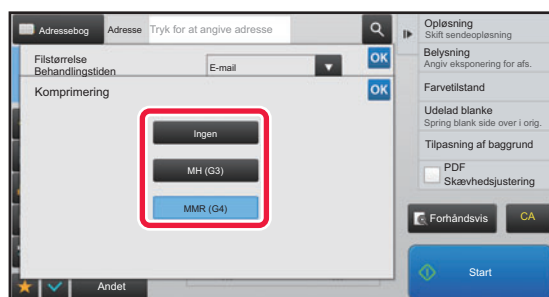 Adressebog
Adresse
Tryk for at angive adresse
Filstørrelse
Behandlingstiden
E-mail
OK
Komprimering
OK
Ingen
MH (G3)
MMR (G4)
Andet
Opløsning
Skift sendeopløsning
Belysning
Angiv eksponering for afs.
Farvetilstand
Udelad blanke
Spring blank side over i orig.
Tilpasning af baggrund
PDF
Skævhedsjustering
Forhåndsvis
CA
Start